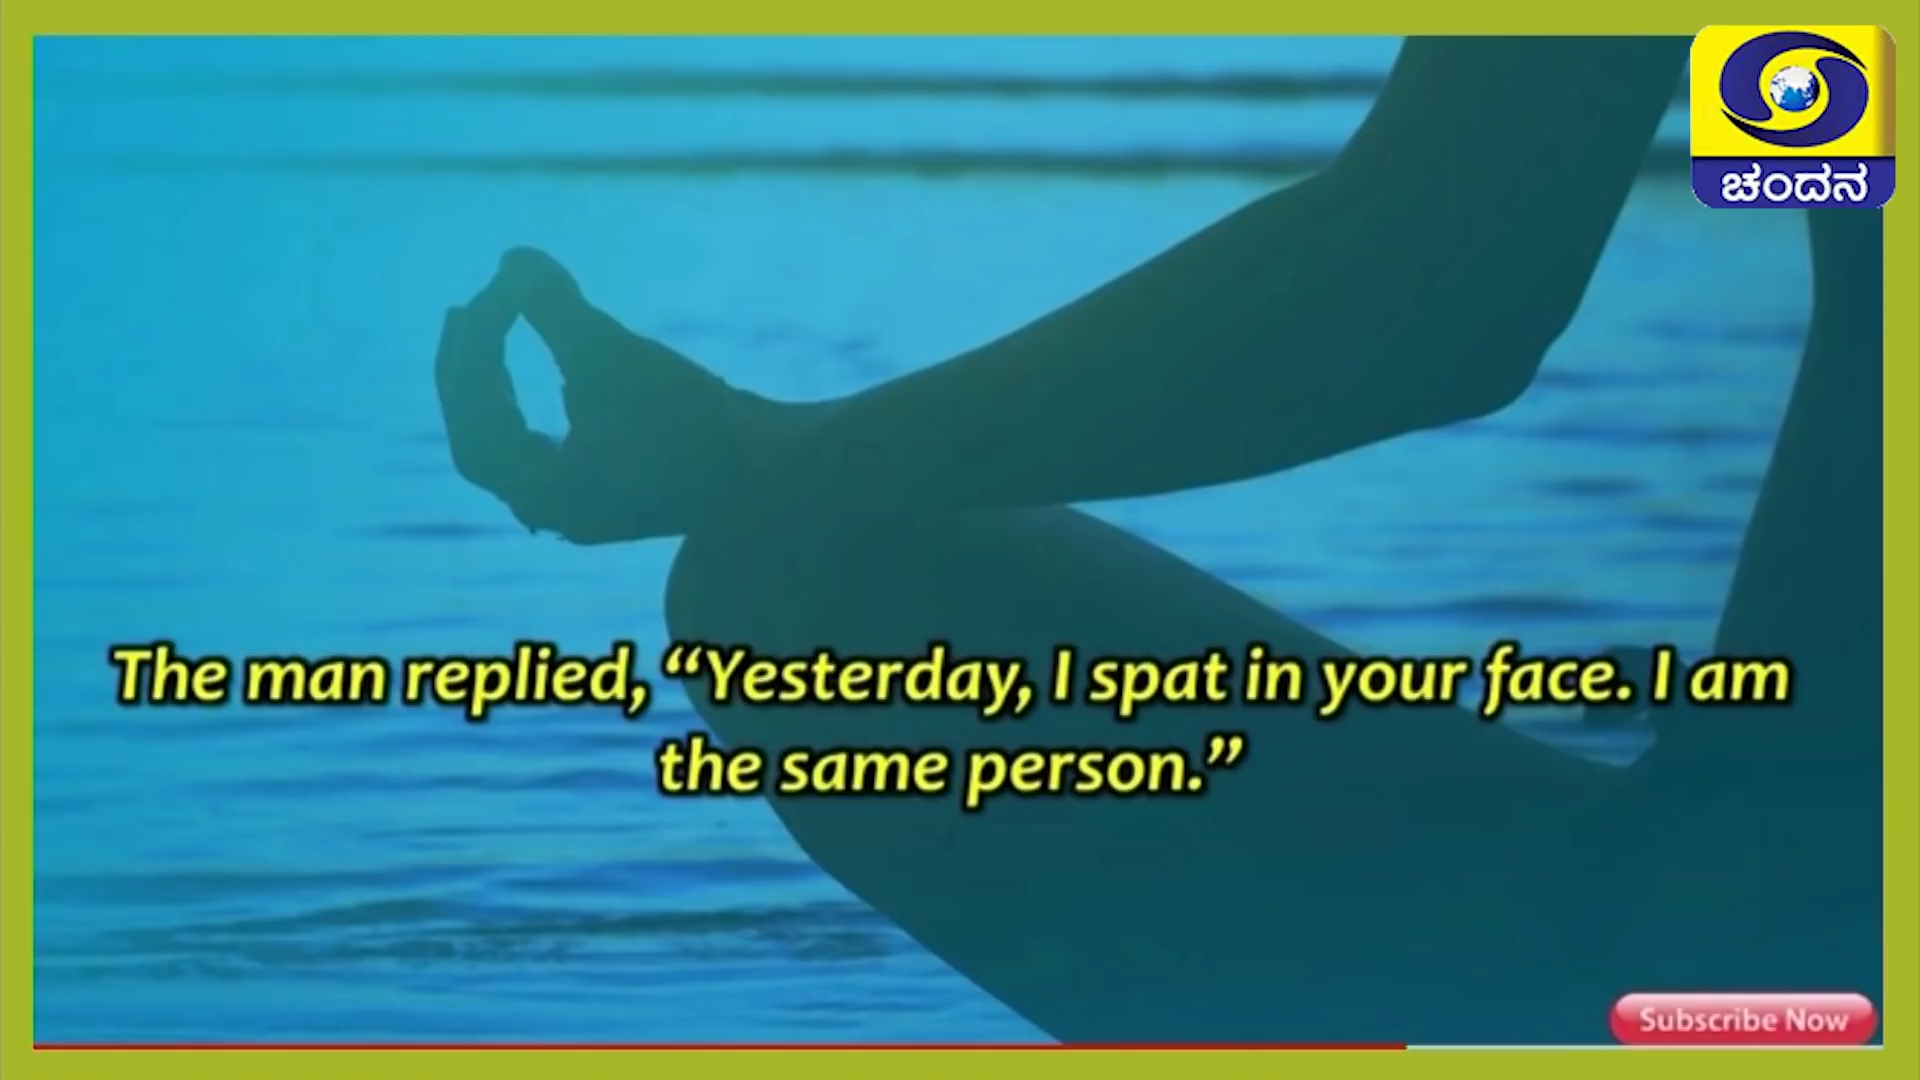 ಚಂದನ
The man replied, “Yesterday, I spat in your face. I am
the same person.”
Subscribe Now